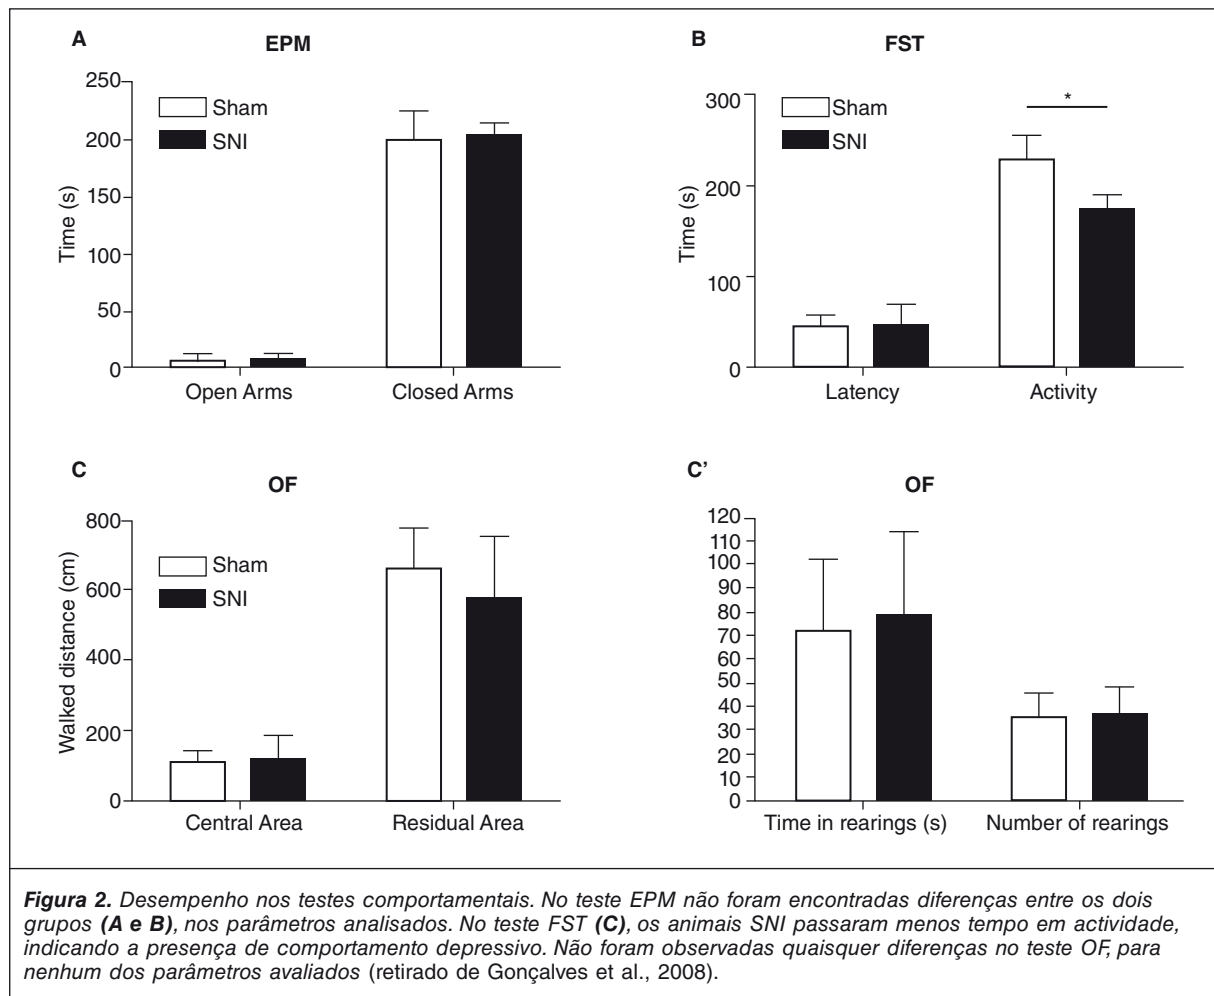 A
EPM
250
200
150
100
50
0
Time (s)
Sham
SNI
Open Arms
Closed Arms
B
FST
300
200
100
0
Time (s)
Sham
SNI
*
Latency
Activity
C
OF
800
600
400
200
0
Walked distance (cm)
Sham
SNI
Central Area
Residual Area
C'
OF
120
110
100
90
80
70
60
50
40
30
20
10
0
Time in rearings (s)
Number of rearings
Figura 2. Desempenho nos testes comportamentais. No teste EPM não foram encontradas diferenças entre os dois
grupos (A e B), nos parâmetros analisados. No teste FST (C), os animais SNI passaram menos tempo em actividade,
indicando a presença de comportamento depressivo. Não foram observadas quaisquer diferenças no teste OF, para
nenhum dos parâmetros avaliados (retirado de Gonçalves et al., 2008).